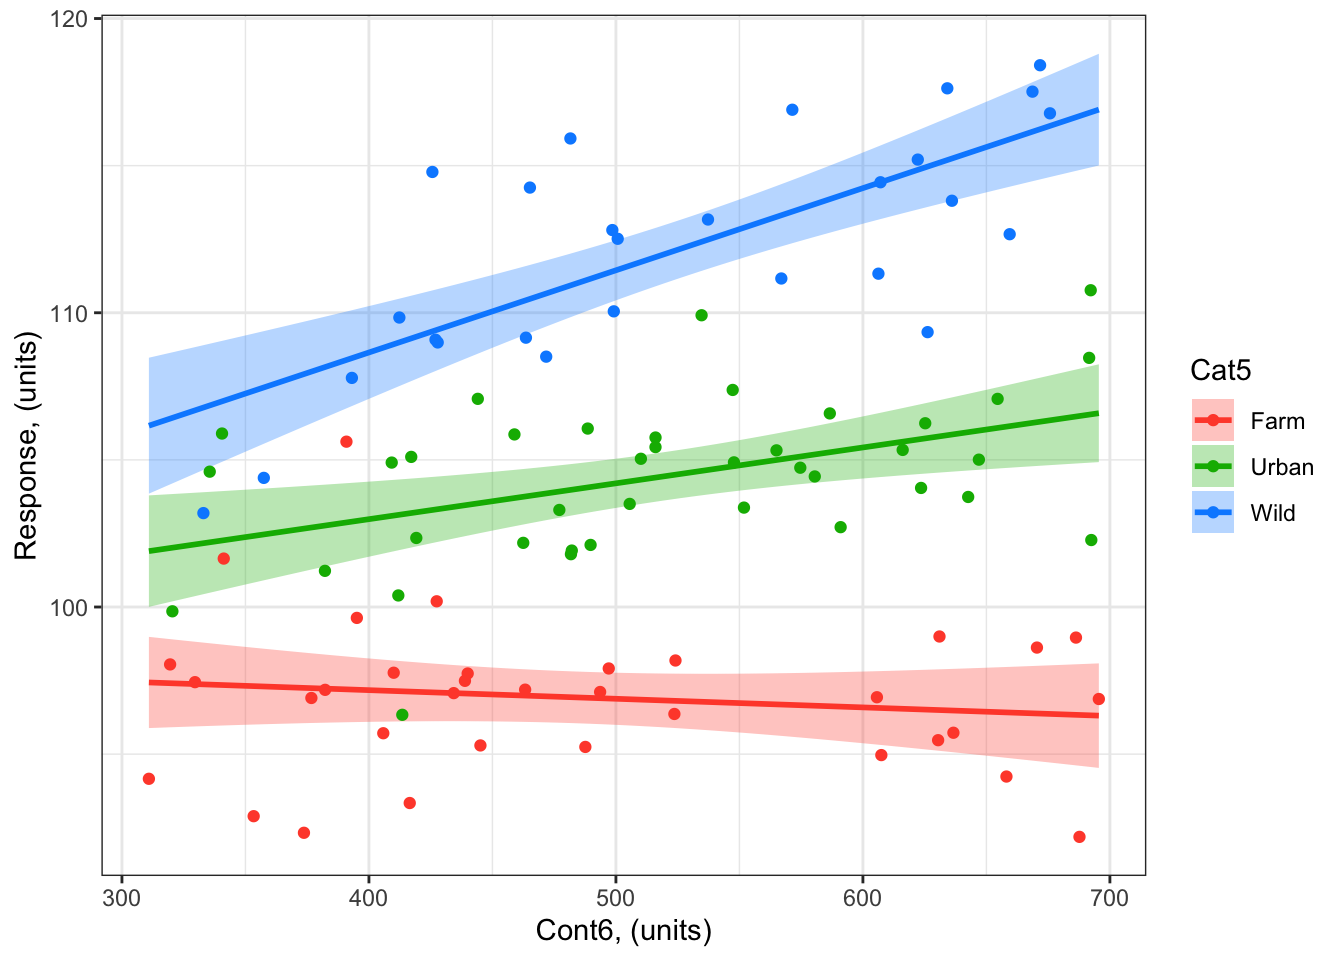 120
110
100
Response, (units)
300 400 500 600 700
Cont6, (units)
Cat5
Farm
Urban
Wild